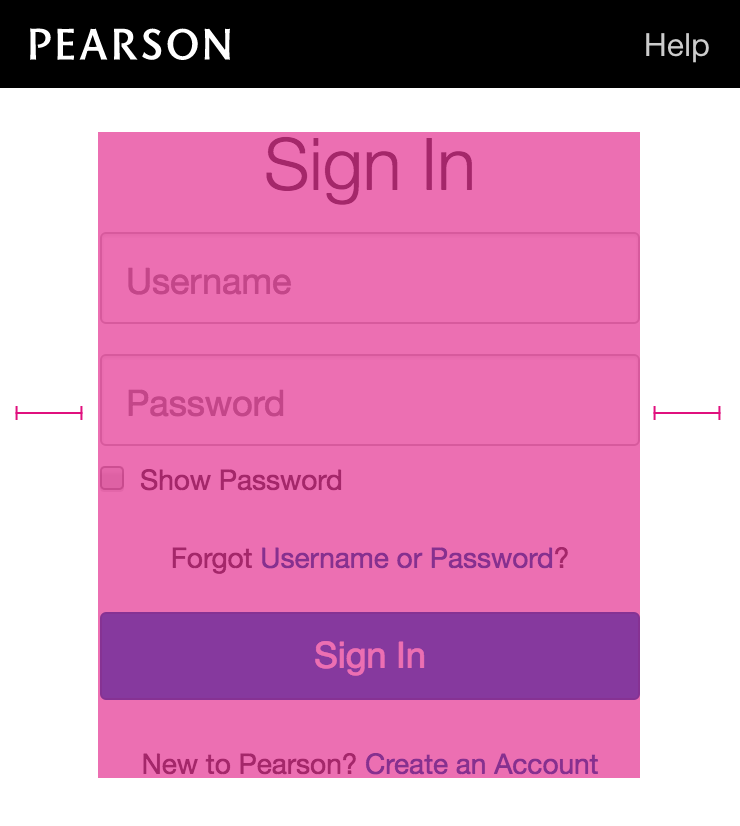 PEARSON
Help
Sign In
Username
Password
Show Password
Forgot Username or Password?
Sign In
New to Pearson? Create an Account